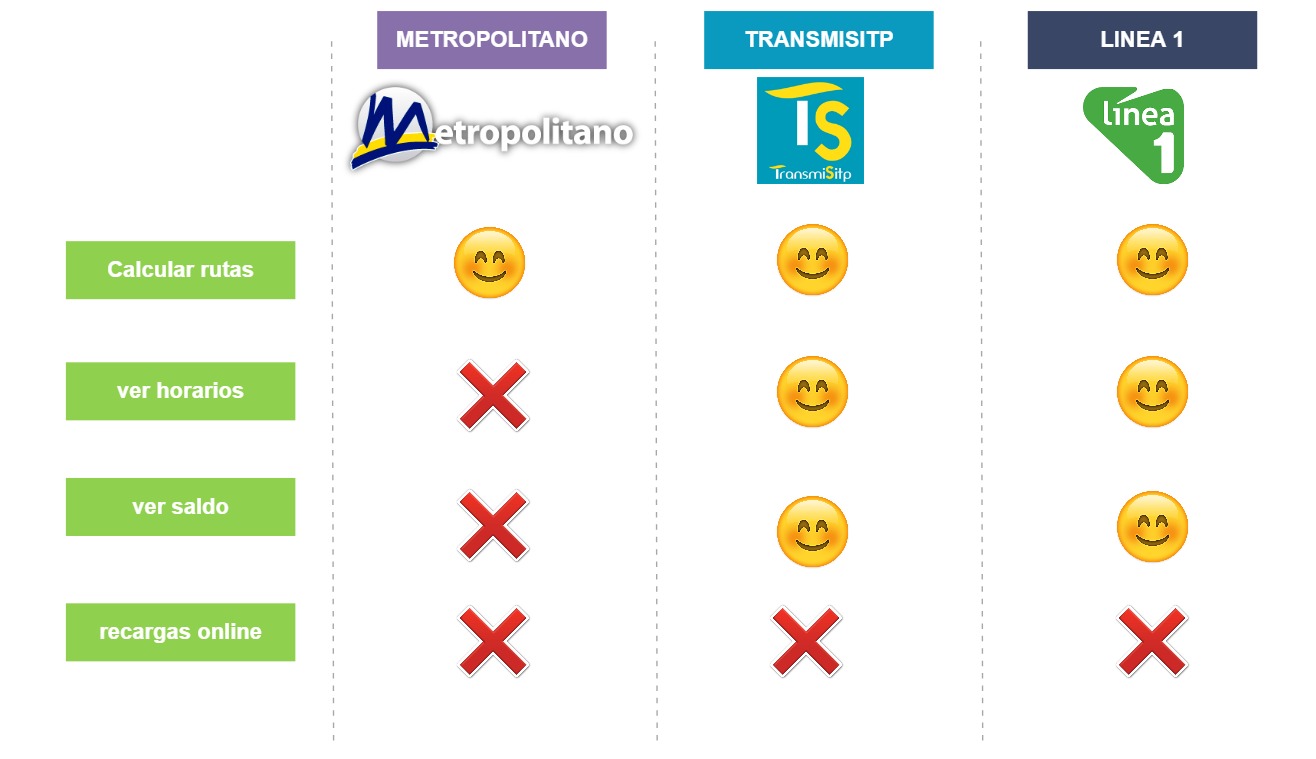 METROPOLITANO
TRANSMISITP
LINEA 1
Metropolitano
TS
TransmiSitp
línea
1
Calcular rutas
ver horarios
ver saldo
recargas online